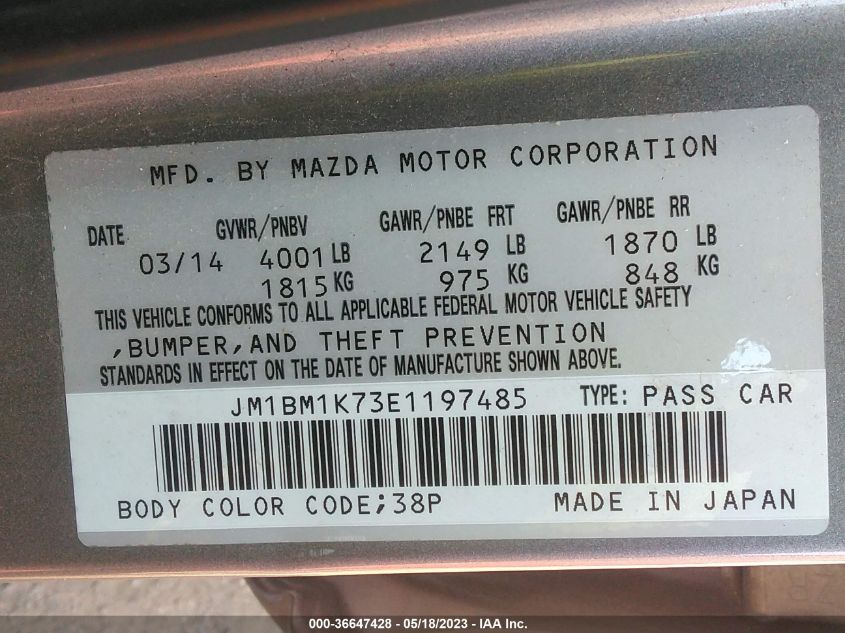 MFD. BY MAZDA MOTOR CORPORATION
DATE GVWR/PNBV GAWR/PNBE FRT GAWR/PNBE RR
03/14 4001 LB 2149 LB 1870 LB
1815 KG 975 KG 848 KG
THIS VEHICLE CONFORMS TO ALL APPLICABLE FEDERAL MOTOR VEHICLE SAFETY
,BUMPER,AND THEFT PREVENTION
STANDARDS IN EFFECT ON THE DATE OF MANUFACTURE SHOWN ABOVE.
JM1BM1K73E1197485 TYPE: PASS CAR
BODY COLOR CODE;38P MADE IN JAPAN
000-36647428 - 05/18/2023 - IAA Inc.